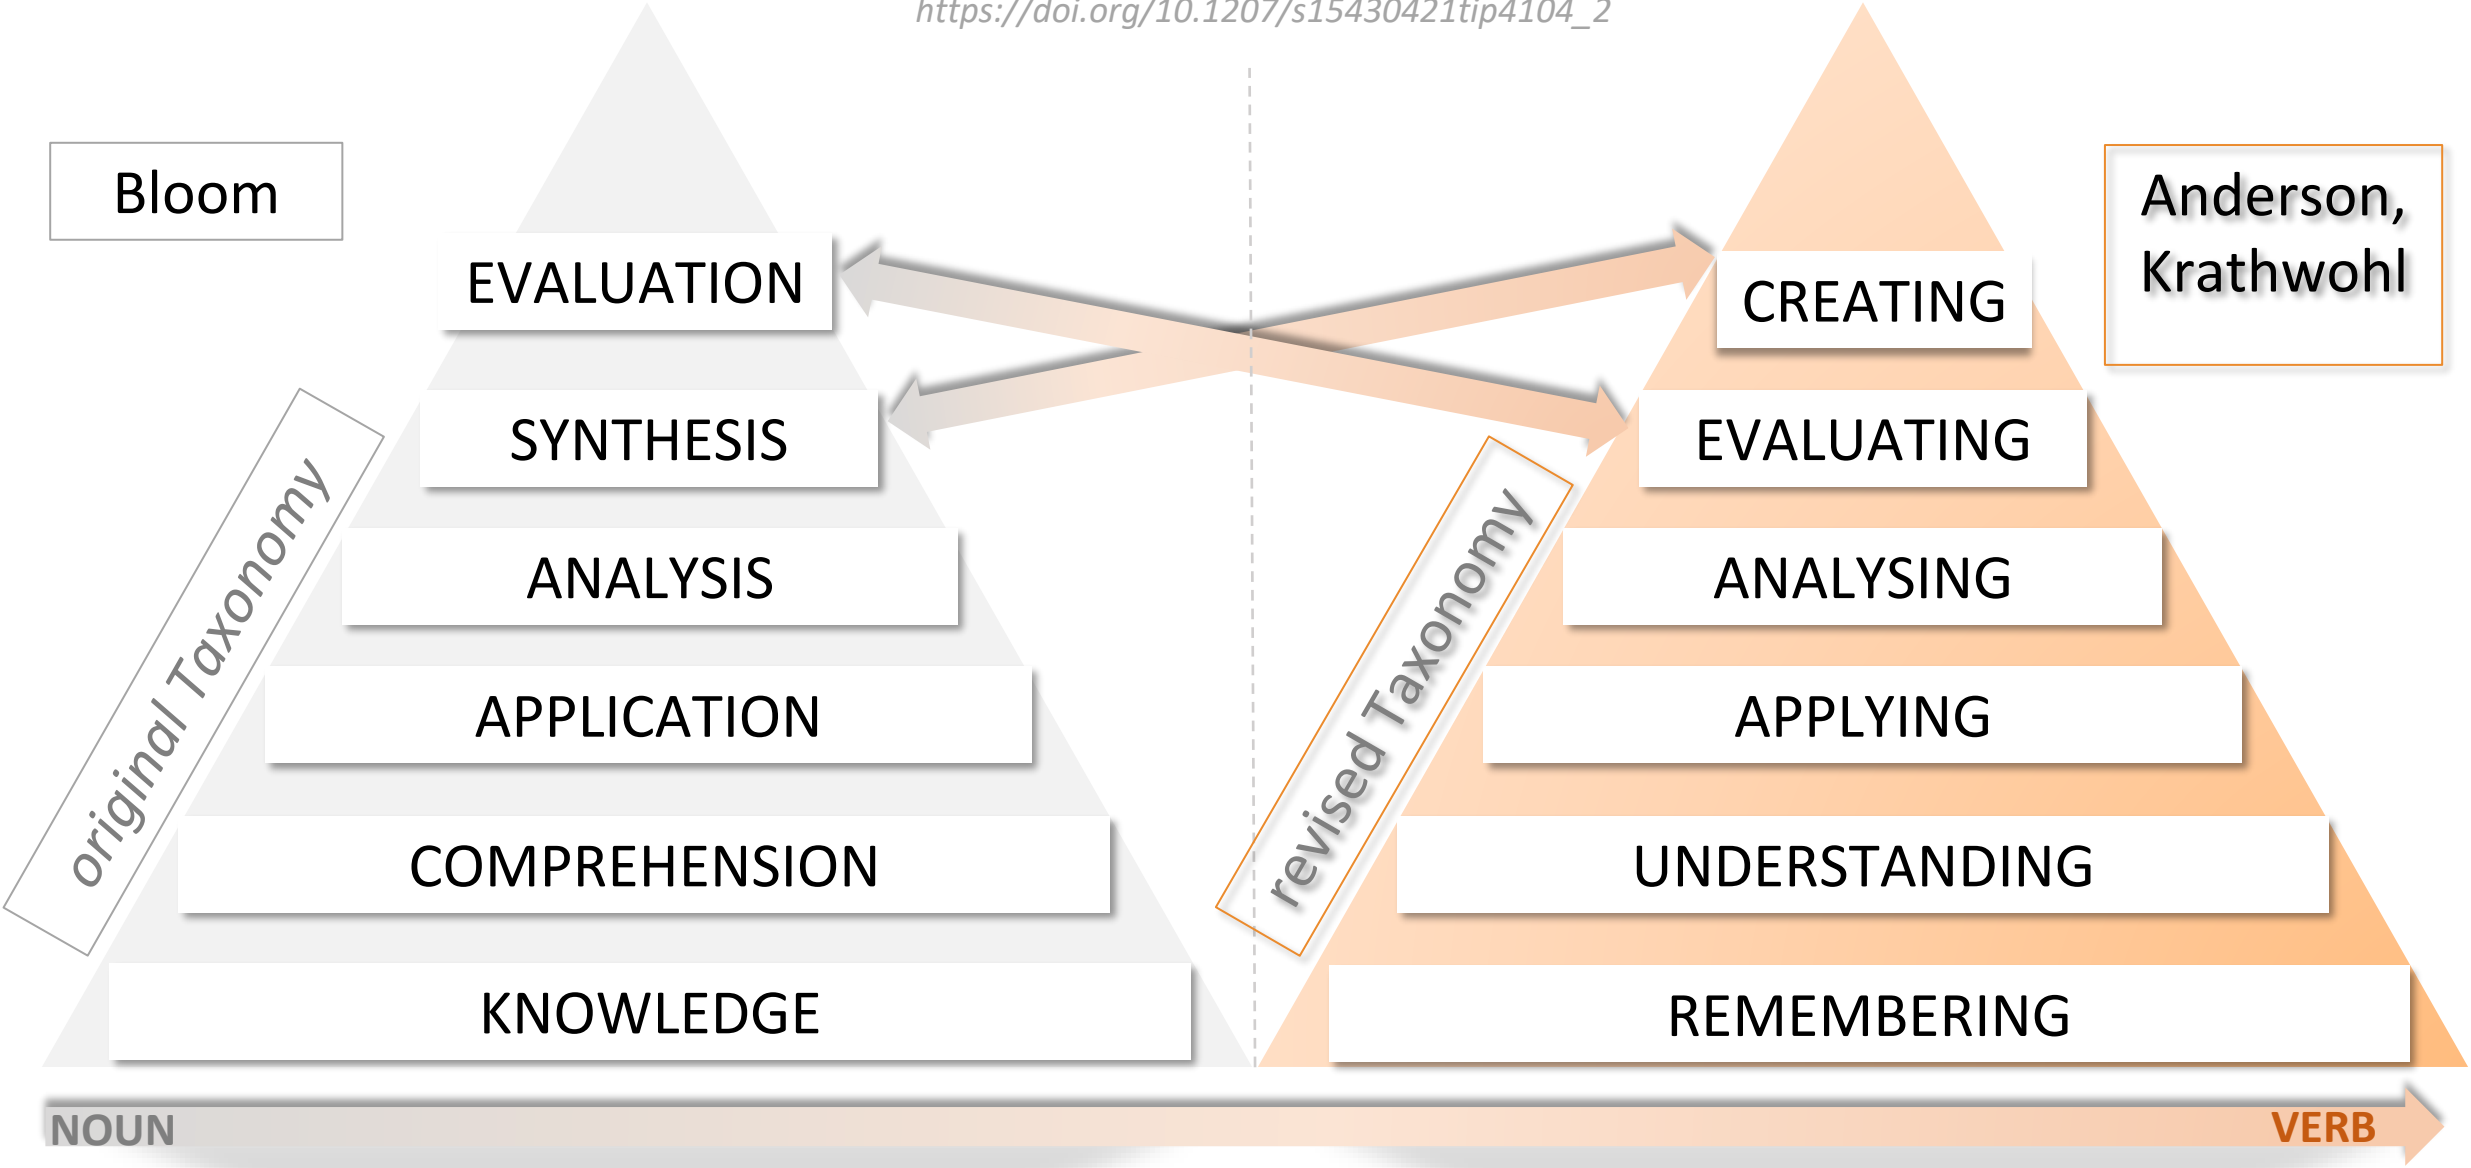 https://doi.org/10.1207/s15430421tip4104_2
Bloom
original Taxonomy
EVALUATION
SYNTHESIS
ANALYSIS
APPLICATION
COMPREHENSION
KNOWLEDGE
Anderson,
Krathwohl
revised Taxonomy
CREATING
EVALUATING
ANALYSING
APPLYING
UNDERSTANDING
REMEMBERING
NOUN
VERB